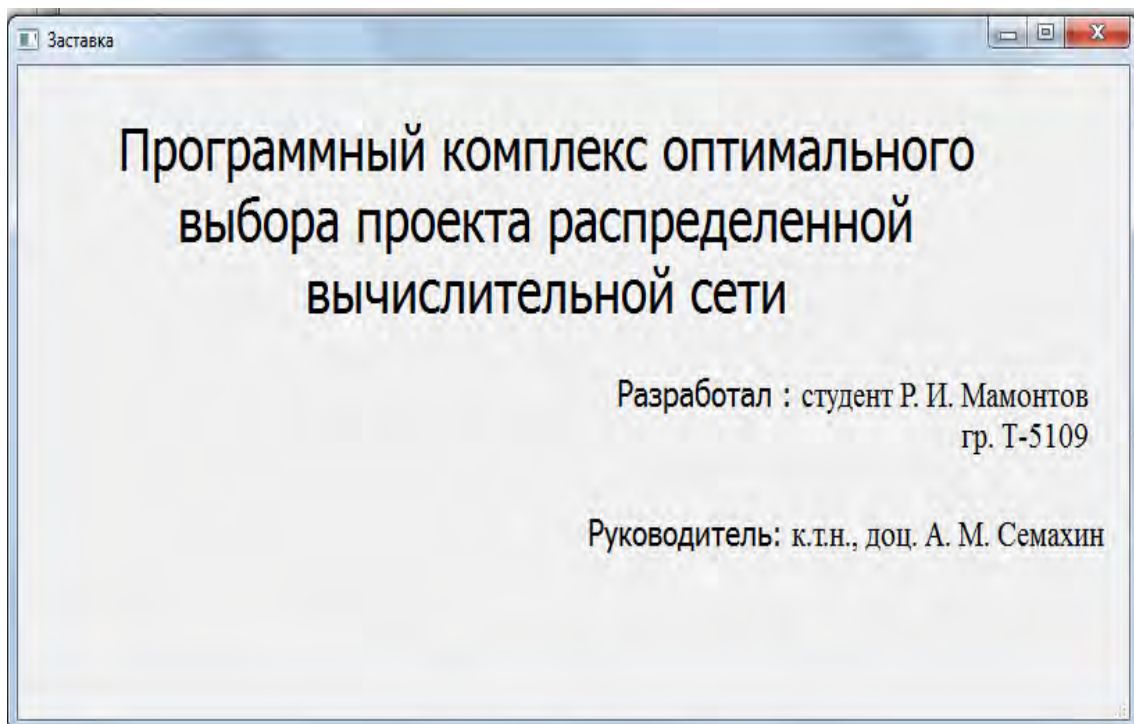 Заставка
Программный комплекс оптимального
выбора проекта распределенной
вычислительной сети
Разработал : студент Р. И. Мамонтов
гр. Т-5109
Руководитель: к.т.н., доц. А. М. Семахин